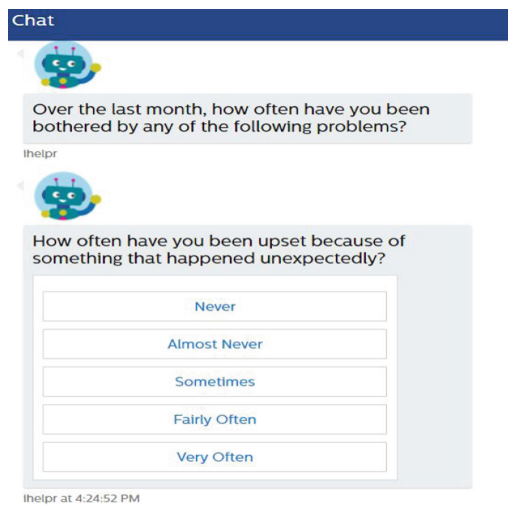 Chat
Over the last month, how often have you been
bothered by any of the following problems?
Ihelpr
How often have you been upset because of
something that happened unexpectedly?
Never
Almost Never
Sometimes
Fairly Often
Very Often
Ihelpr at 4:24:52 PM